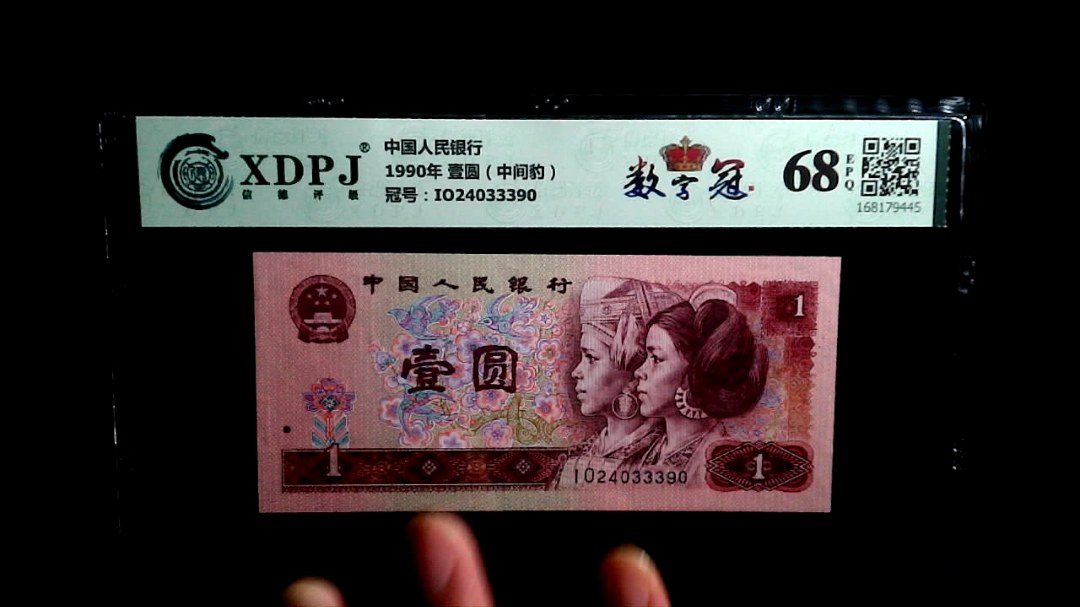 XDPJ®
信德评级
中国人民银行
1990年 壹圆（中间豹）
冠号：IO24033390
数字冠
68
EPQ
168179445
中国人民银行
1
壹圆
1
IO24033390
1